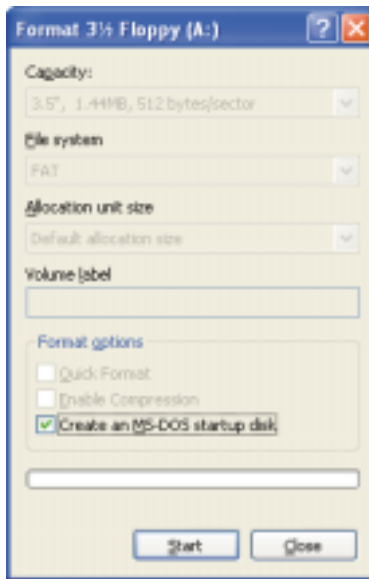 Format 3½ Floppy (A:)
Capacity:
3.5", 1.44MB, 512 bytes/sector
File system
FAT
Allocation unit size
Default allocation size
Volume label
Format options
Quick Format
Enable Compression
Create an MS-DOS startup disk
Start
Close